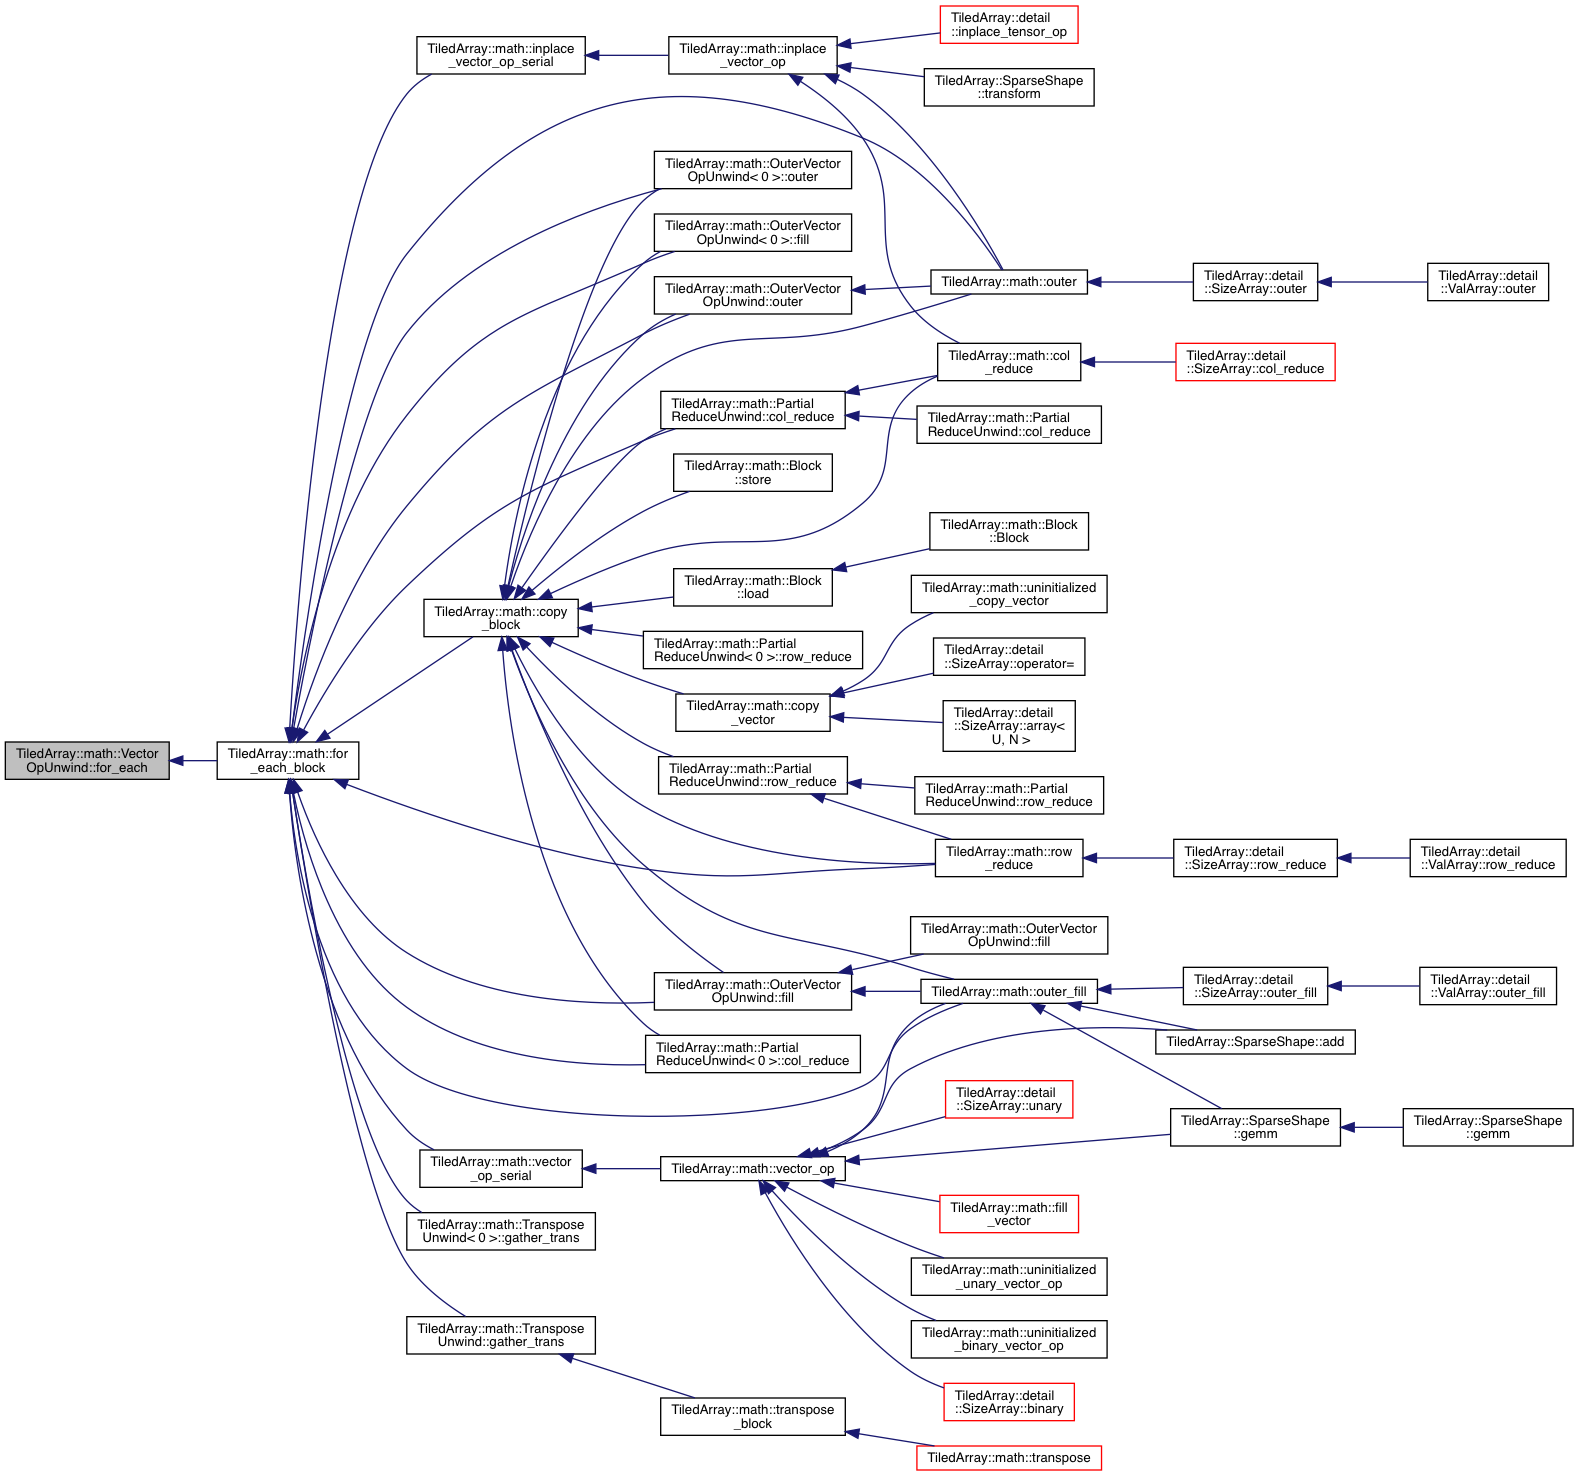 TiledArray::math::Vector
OpUnwind::for_each
TiledArray::math::for
_each_block
TiledArray::math::inplace
_vector_op_serial
TiledArray::math::inplace
_vector_op
TiledArray::detail
::inplace_tensor_op
TiledArray::SparseShape
::transform
TiledArray::math::OuterVector
OpUnwind< 0 >::outer
TiledArray::math::OuterVector
OpUnwind< 0 >::fill
TiledArray::math::OuterVector
OpUnwind::outer
TiledArray::math::outer
TiledArray::detail
::SizeArray::outer
TiledArray::detail
::ValArray::outer
TiledArray::math::col
_reduce
TiledArray::detail
::SizeArray::col_reduce
TiledArray::math::Partial
ReduceUnwind::col_reduce
TiledArray::math::Partial
ReduceUnwind::col_reduce
TiledArray::math::Block
::store
TiledArray::math::Block
::Block
TiledArray::math::Block
::load
TiledArray::math::copy
_block
TiledArray::math::uninitialized
_copy_vector
TiledArray::math::Partial
ReduceUnwind< 0 >::row_reduce
TiledArray::detail
::SizeArray::operator=
TiledArray::math::copy
_vector
TiledArray::detail
::SizeArray::array<
U, N >
TiledArray::math::Partial
ReduceUnwind::row_reduce
TiledArray::math::Partial
ReduceUnwind::row_reduce
TiledArray::math::row
_reduce
TiledArray::detail
::SizeArray::row_reduce
TiledArray::detail
::ValArray::row_reduce
TiledArray::math::OuterVector
OpUnwind::fill
TiledArray::math::OuterVector
OpUnwind::fill
TiledArray::math::outer_fill
TiledArray::detail
::SizeArray::outer_fill
TiledArray::detail
::ValArray::outer_fill
TiledArray::SparseShape::add
TiledArray::math::Partial
ReduceUnwind< 0 >::col_reduce
TiledArray::detail
::SizeArray::unary
TiledArray::SparseShape
::gemm
TiledArray::SparseShape
::gemm
TiledArray::math::vector
_op_serial
TiledArray::math::vector_op
TiledArray::math::fill
_vector
TiledArray::math::Transpose
Unwind< 0 >::gather_trans
TiledArray::math::uninitialized
_unary_vector_op
TiledArray::math::Transpose
Unwind::gather_trans
TiledArray::math::uninitialized
_binary_vector_op
TiledArray::detail
::SizeArray::binary
TiledArray::math::transpose
_block
TiledArray::math::transpose